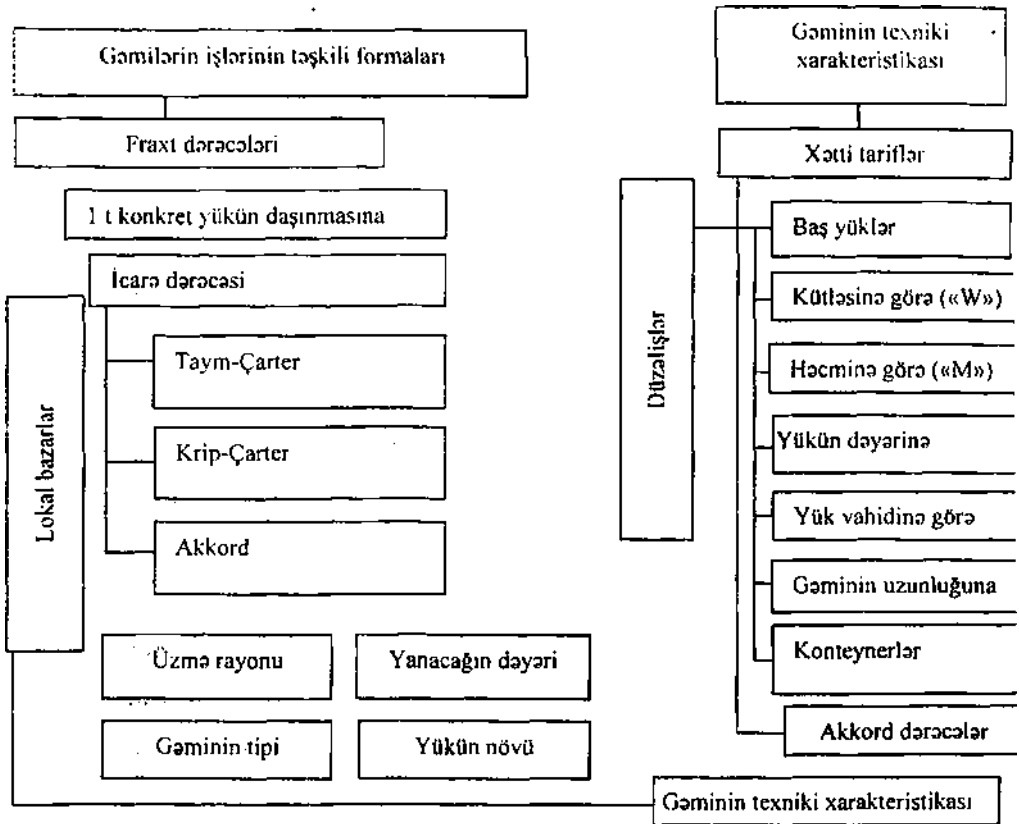 Gəmilərin işlərinin təşkili formaları
Fraxt dərəcələri
1 t konkret yükün daşınmasına
İcarə dərəcəsi
Lokal bazarlar
Taym-Çarter
Krip-Çarter
Akkord
Üzmə rayonu
Yanacağın dəyəri
Gəminin tipi
Yükün növü
Gəminin texniki
xarakteristikası
Xətti tariflər
Düzəlişlər
Baş yüklər
Kütləsinə görə («W»)
Həcminə görə («M»)
Yükün dəyərinə
Yük vahidinə görə
Gəminin uzunluğuna
Konteynerlər
Akkord dərəcələr
Gəminin texniki xarakteristikası